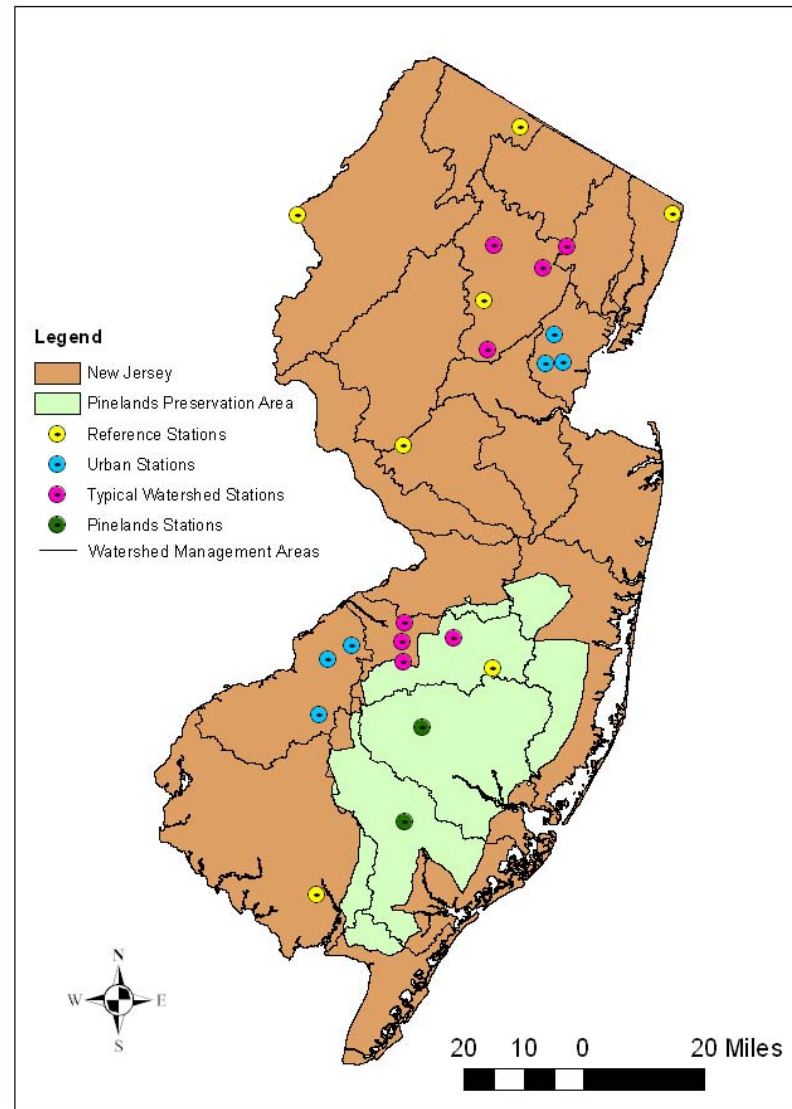 Legend
New Jersey
Pinelands Preservation Area
Reference Stations
Urban Stations
Typical Watershed Stations
Pinelands Stations
Watershed Management Areas
N
W E
S
20 10 0 20 Miles